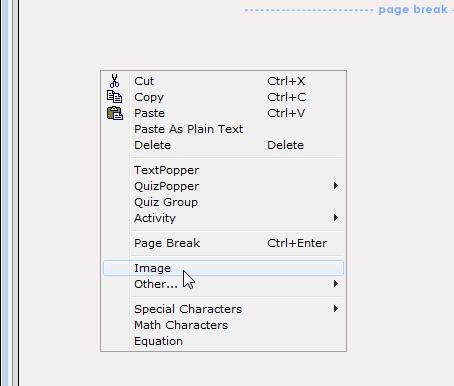 page break
Cut Ctrl+X
Copy Ctrl+C
Paste Ctrl+V
Paste As Plain Text
Delete Delete
TextPopper
QuizPopper
Quiz Group
Activity
Page Break Ctrl+Enter
Image
Other...
Special Characters
Math Characters
Equation